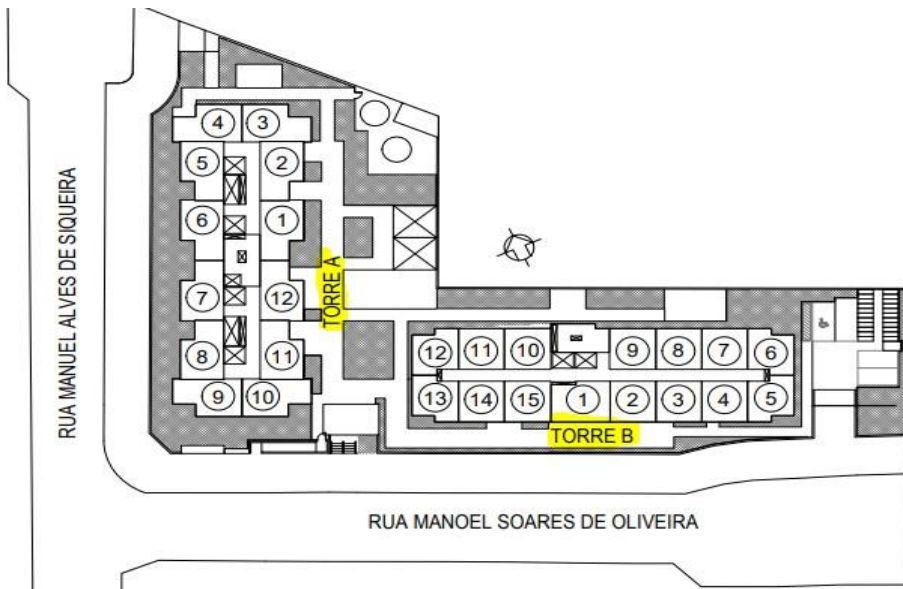 RUA MANUEL ALVES DE SIQUEIRA
4 3
5 2
6 1
7 12
8 11
9 10
TORRE A
12 11 10 9 8 7 6
13 14 15 1 2 3 4 5
TORRE B
RUA MANOEL SOARES DE OLIVEIRA